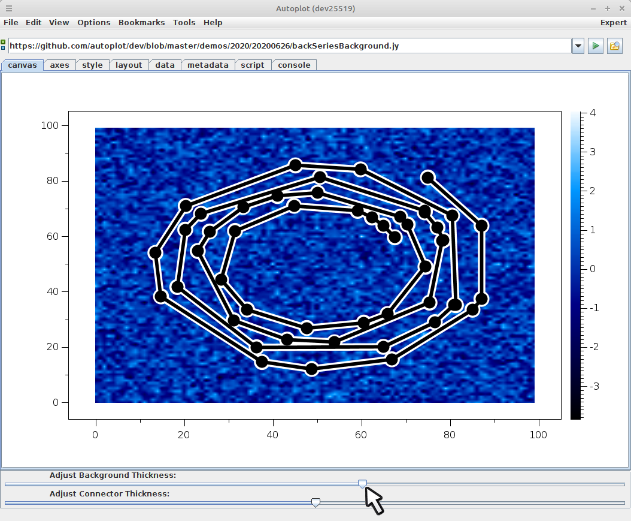 Autoplot (dev25519)
File Edit View Options Bookmarks Tools Help Expert
https://github.com/autoplot/dev/blob/master/demos/2020/20200626/backSeriesBackground.jy
canvas axes style layout data metadata script console
100
80
60
40
20
0
0 20 40 60 80 100
4
3
2
1
0
-1
-2
-3
Adjust Background Thickness:
Adjust Connector Thickness: